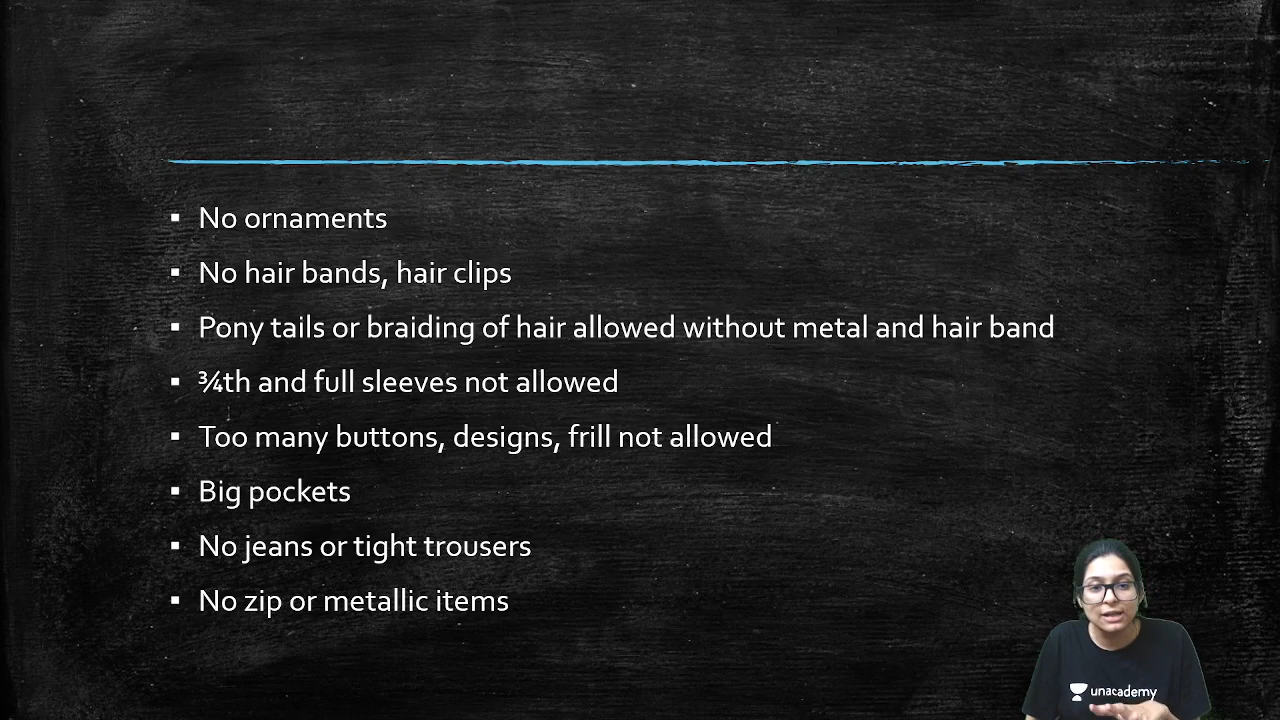 ▪ No ornaments
▪ No hair bands, hair clips
▪ Pony tails or braiding of hair allowed without metal and hair band
▪ ¾th and full sleeves not allowed
▪ Too many buttons, designs, frill not allowed
▪ Big pockets
▪ No jeans or tight trousers
▪ No zip or metallic items
unacademy